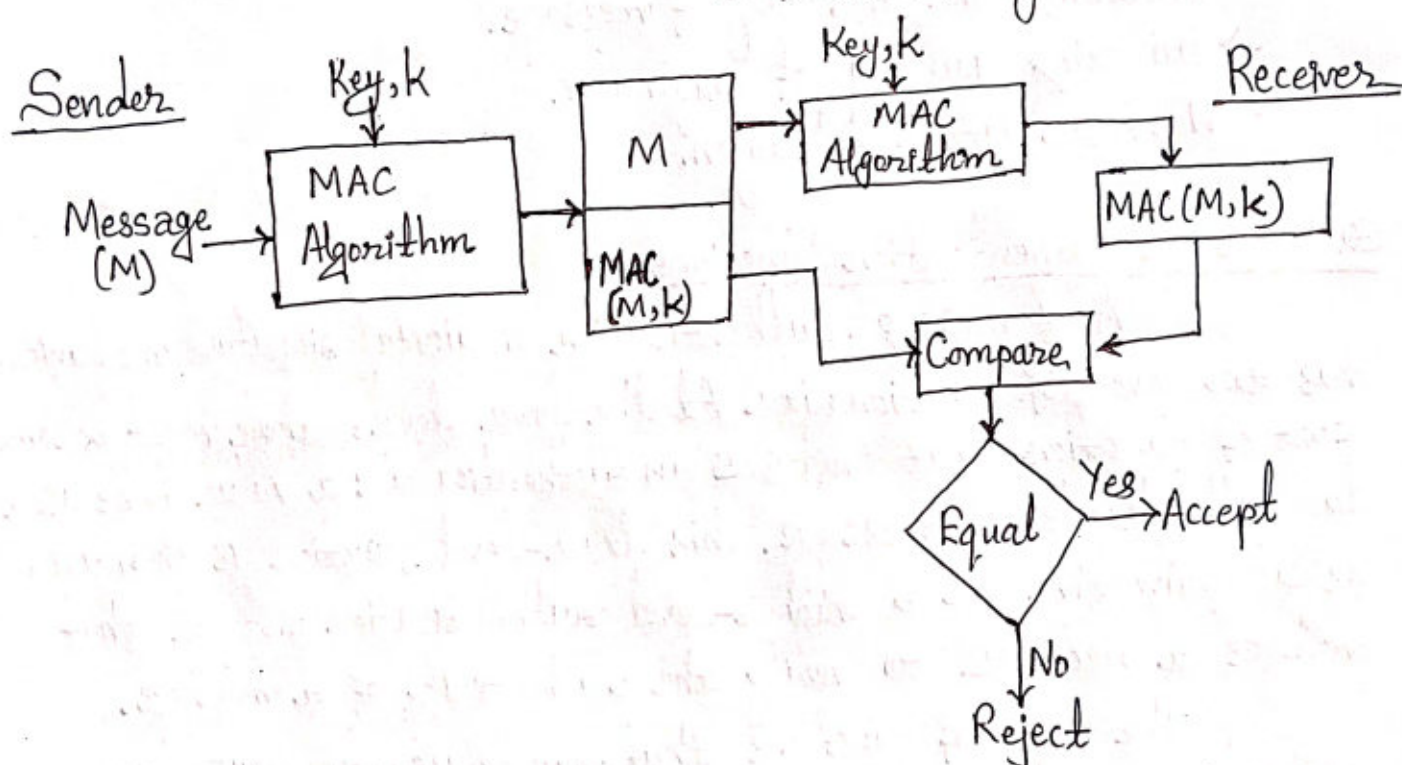 Sender
Key, k
Message
(M)
MAC
Algorithm
M
MAC
(M, k)
Key, k
MAC
Algorithm
Receiver
MAC (M, k)
Compare
Equal
Yes
Accept
No
Reject